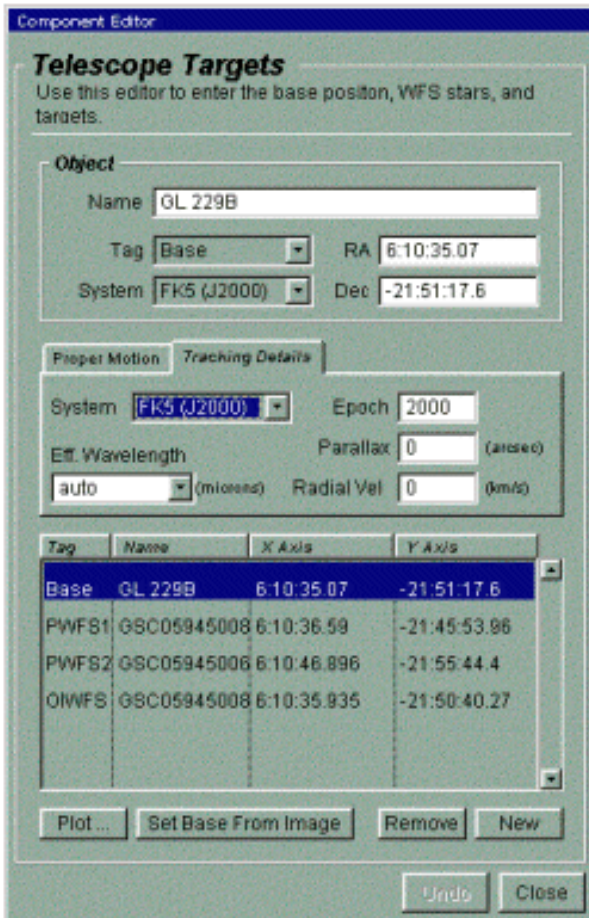 Component Editor
Telescope Targets
Use this editor to enter the base positon, WFS stars, and
targets.
Object
Name GL 229B
Tag Base RA 6:10:35.07
System FK5 (J2000) Dec -21:51:17.6
Proper Motion Tracking Details
System FK5 (J2000) Epoch 2000
Parallax 0 (arcsec)
Eff. Wavelength
auto (microns) Radial Vel 0 (km/s)
Tag Name X Axis Y Axis
Base GL 229B 6:10:35.07 -21:51:17.6
PWFS1 GSC05945008 6:10:36.59 -21:45:53.96
PWFS2 GSC05945006 6:10:46.896 -21:55:44.4
OIWFS GSC05945008 6:10:35.935 -21:50:40.27
Plot ... Set Base From Image Remove New
Undo Close